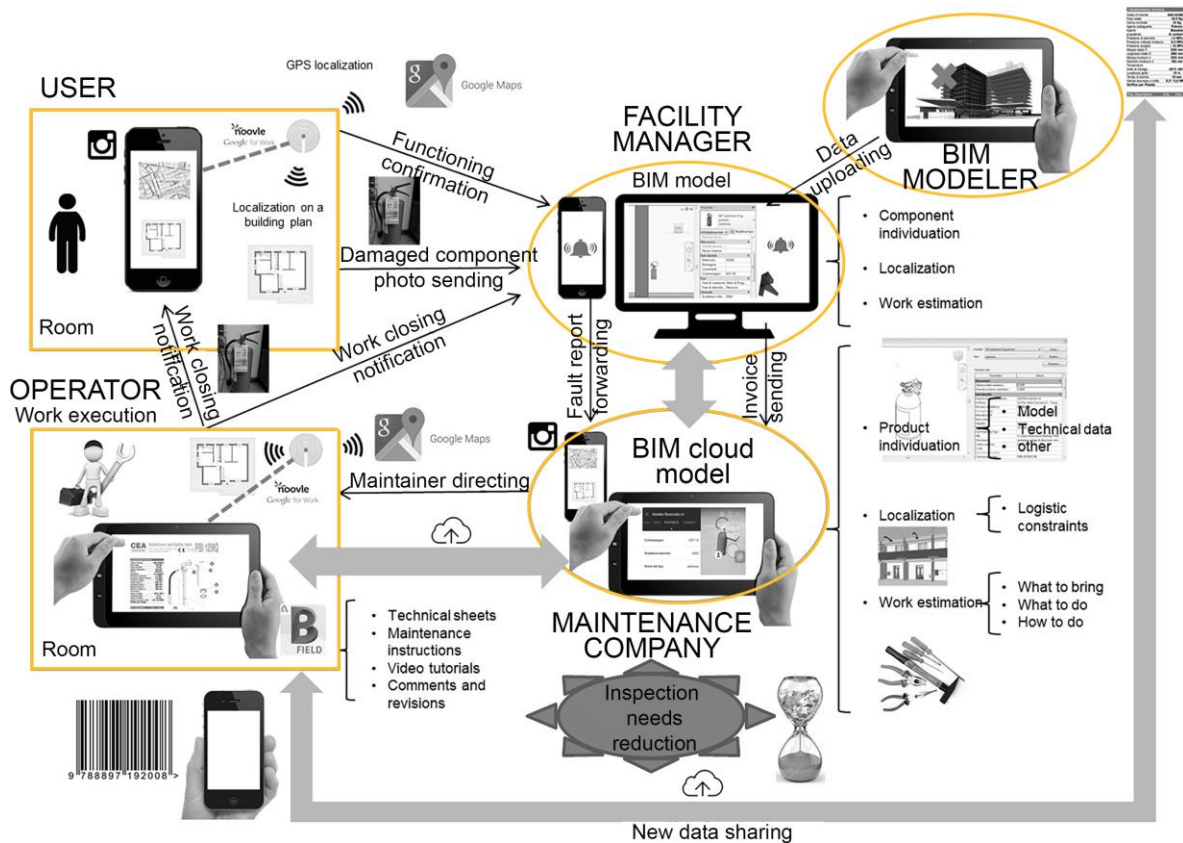 USER
GPS localization
Google Maps
noovle
Google for Work
Localization on a
building plan
Room
Functioning
confirmation
Damaged component
photo sending
Work closing
notification
Work closing
notification
FACILITY
MANAGER
BIM model
Data
uploading
BIM
MODELER
• Component
individuation
• Localization
• Work estimation
Fault report
forwarding
Invoice
sending
OPERATOR
Work execution
noovle
Google for Work
Google Maps
Maintainer directing
CEA
Room
B
FIELD
• Technical sheets
• Maintenance
instructions
• Video tutorials
• Comments and
revisions
BIM cloud
model
MAINTENANCE
COMPANY
Inspection
needs
reduction
• Product
individuation
• Model
• Technical data
• other
• Localization
• Logistic
constraints
• Work estimation
• What to bring
• What to do
• How to do
9 788897 192008 >
New data sharing